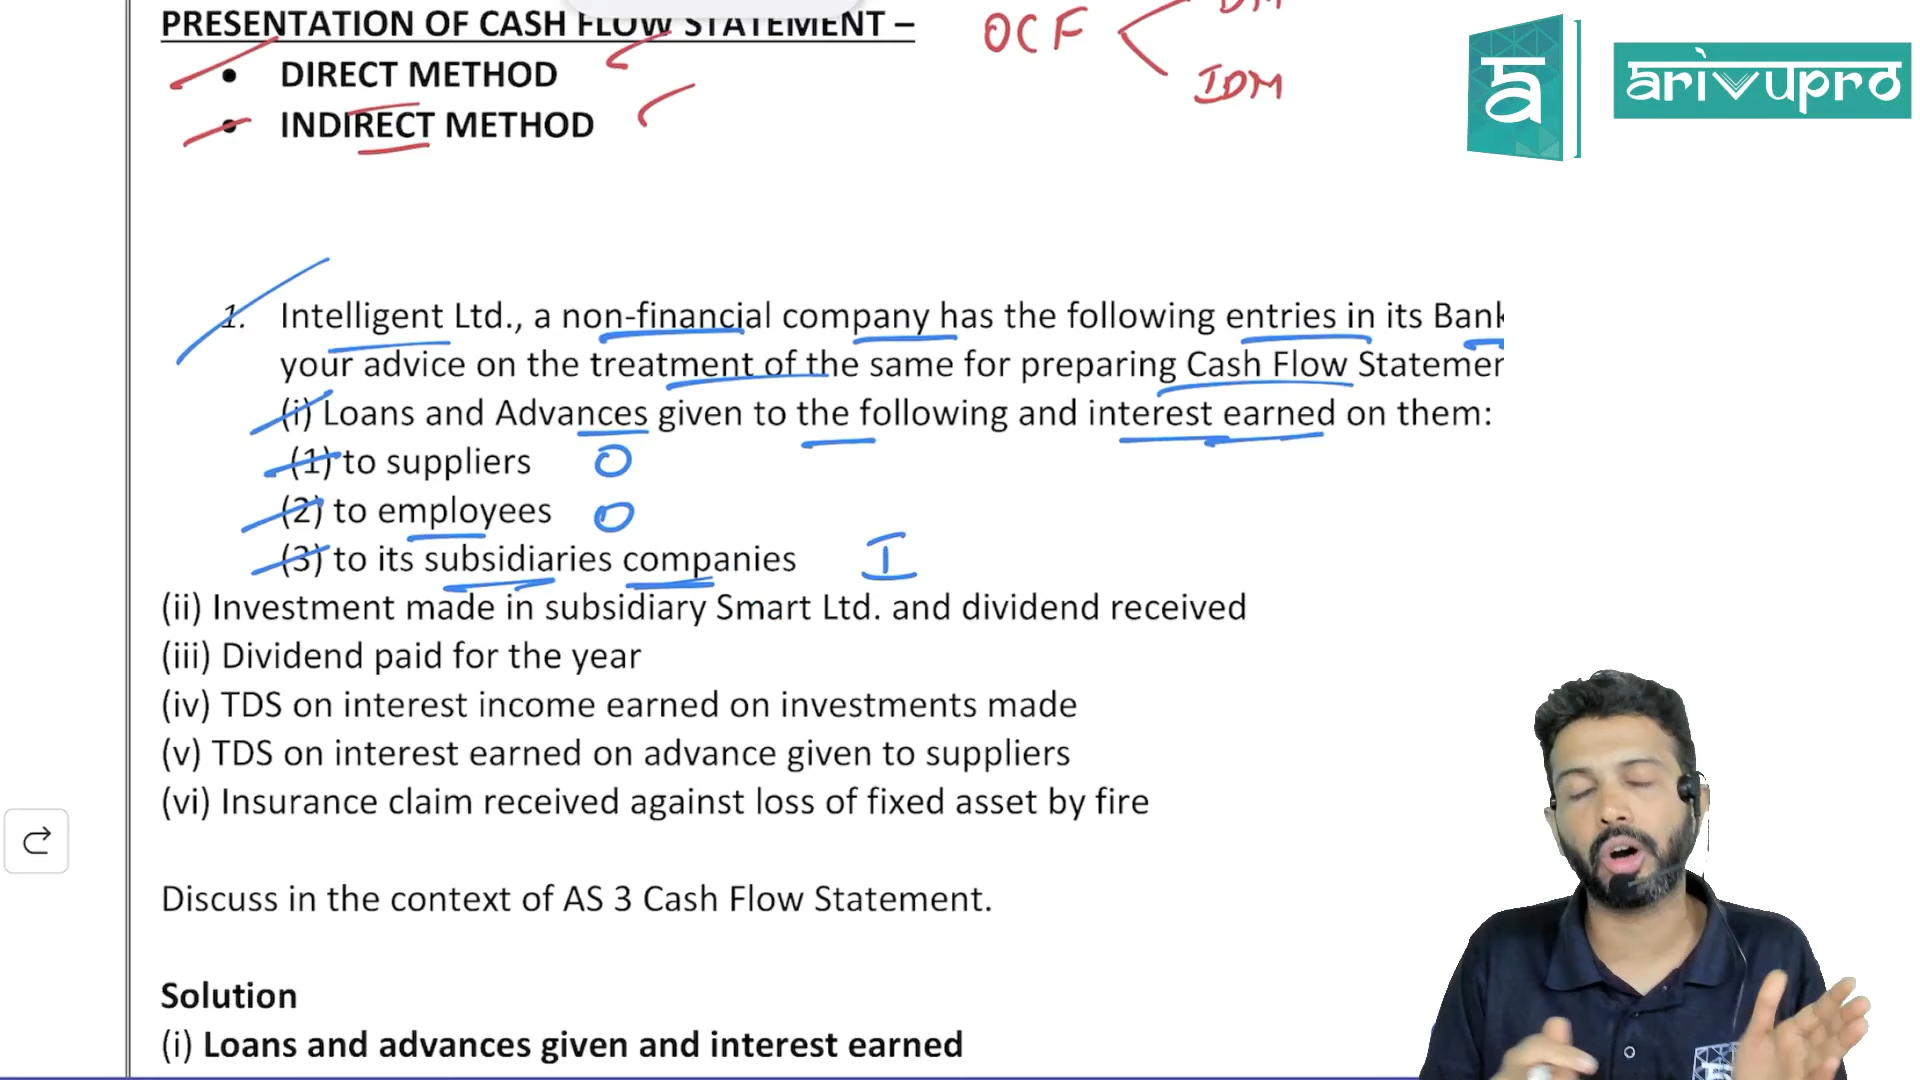 PRESENTATION OF CASH FLOW STATEMENT –
OCF
DM
IDM
• DIRECT METHOD
• INDIRECT METHOD
ā
arivupro
1. Intelligent Ltd., a non-financial company has the following entries in its Bank
your advice on the treatment of the same for preparing Cash Flow
(i) Loans and Advances given to the following and interest earned on them:
(1) to suppliers O
(2) to employees O
(3) to its subsidiaries companies I
(ii) Investment made in subsidiary Smart Ltd. and dividend received
(iii) Dividend paid for the year
(iv) TDS on interest income earned on investments made
(v) TDS on interest earned on advance given to suppliers
(vi) Insurance claim received against loss of fixed asset by fire
Discuss in the context of AS 3 Cash Flow Statement.
Solution
(i) Loans and advances given and interest earned